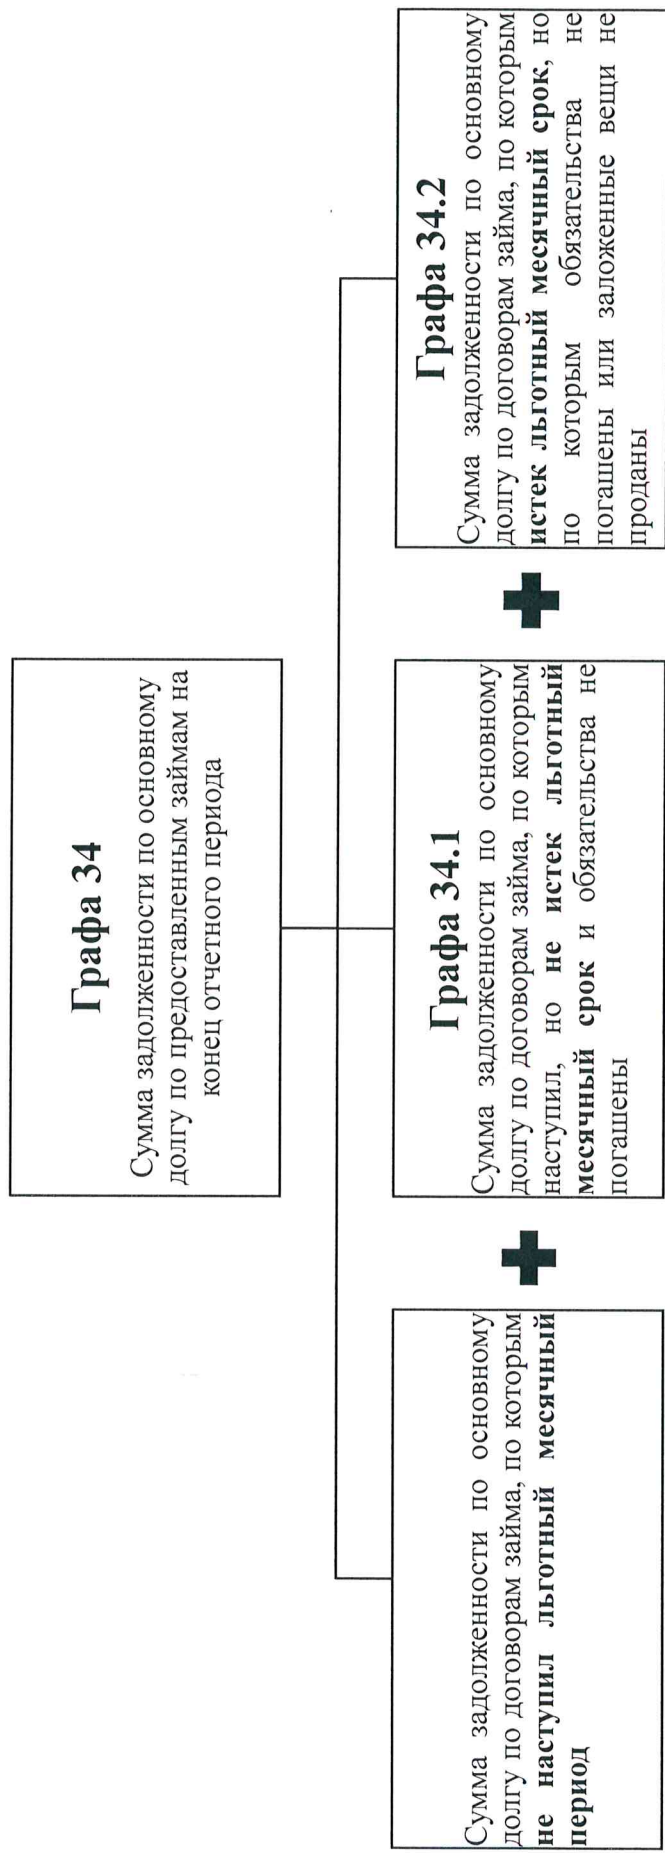 Графа 34
Сумма задолженности по основному
долгу по предоставленным займам на
конец отчетного периода
Сумма задолженности по основному
долгу по договорам займа, по которым
не наступил льготный месячный
период
Графа 34.1
Сумма задолженности по основному
долгу по договорам займа, по которым
наступил, но не истек льготный
месячный срок и обязательства не
погашены
Графа 34.2
Сумма задолженности по основному
долгу по договорам займа, по которым
истек льготный месячный срок, но
по которым обязательства не
погашены или заложенные вещи не
проданы